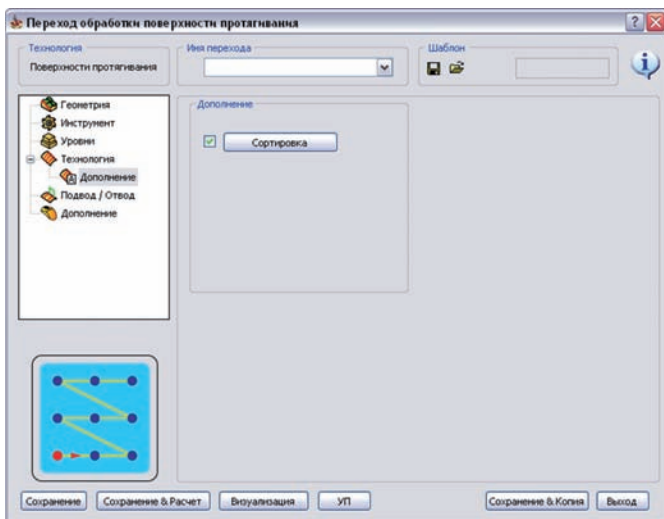 Переход обработки поверхности протягивания
Технология
Поверхности протягивания
Имя перехода
Шаблон
Геометрия
Инструмент
Уровни
Технология
Дополнение
Подвод / Отвод
Дополнение
Дополнение
Сортировка
Сохранение
Сохранение & Расчет
Визуализация
УП
Сохранение & Копия
Выход